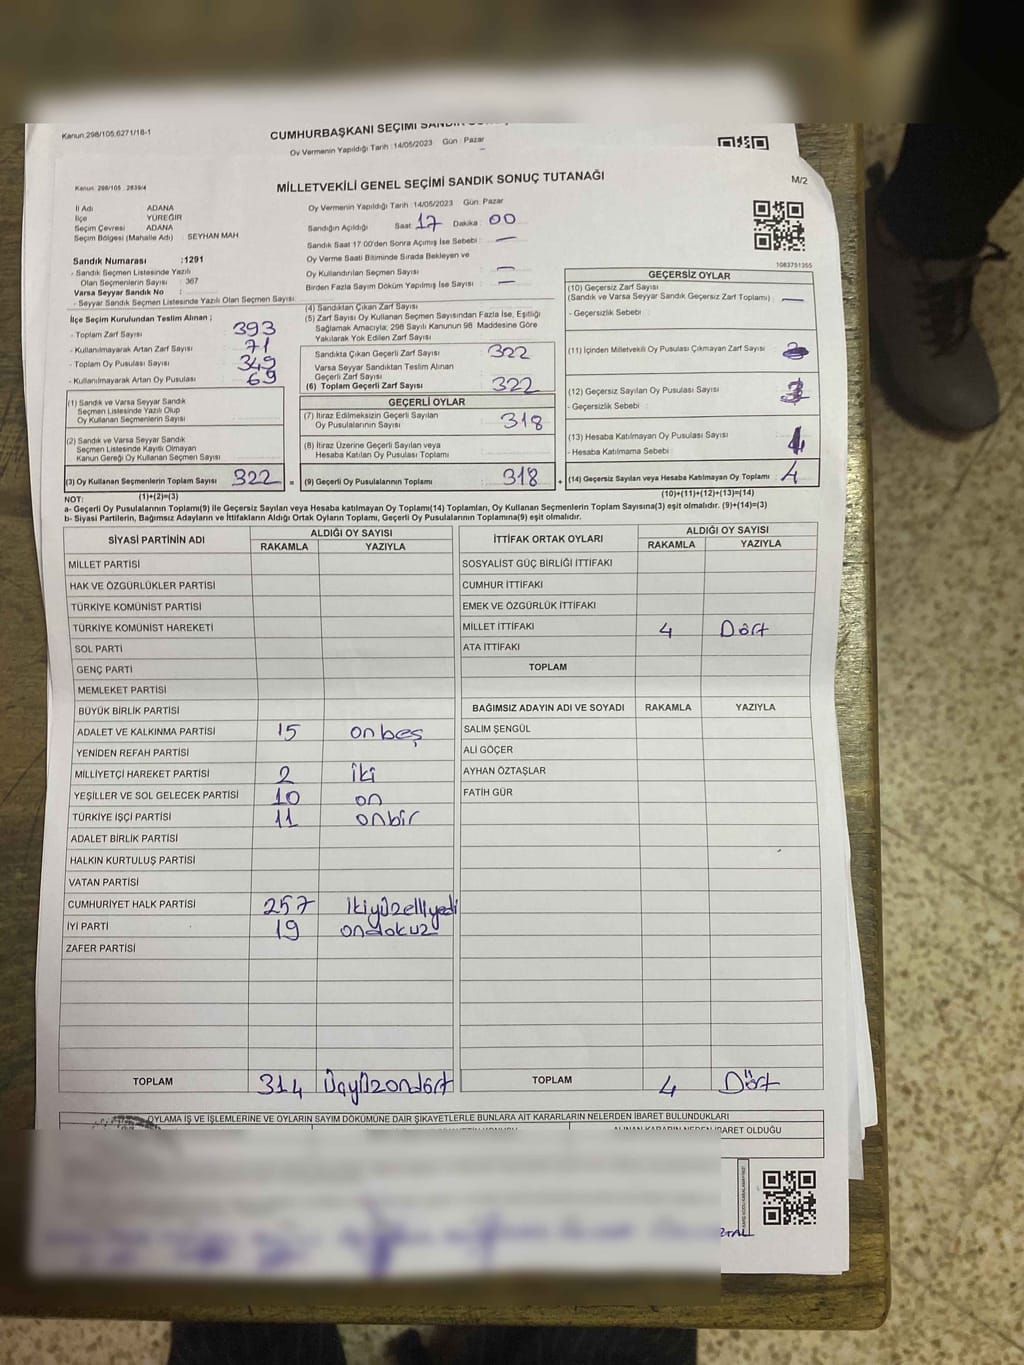 Kanun: 298/105, 6271/18-1
CUMHURBAŞKANI SEÇİMİ
Oy Vermenin Yapıldığı Tarih : 14/05/2023 Gün : Pazar
Kanun: 298/105 : 2839/4
MİLLETVEKİLİ GENEL SEÇİMİ SANDIK SONUÇ TUTANAĞI
M/2
İl Adı ADANA
İlçe YÜREĞİR
Seçim Çevresi ADANA
Seçim Bölgesi (Mahalle Adı) : SEYHAN MAH
Oy Vermenin Yapıldığı Tarih : 14/05/2023 Gün: Pazar
Sandığın Açıldığı Saat: 17 Dakika : 00
Sandık Saat 17:00'den Sonra Açımış İse Sebebi : —
Oy Verme Saati Bitiminde Sırada Bekleyen ve
Oy Kullandırılan Seçmen Sayısı : —
Birden Fazla Sayım Döküm Yapılmış İse Sayısı : —
1083751355
Sandık Numarası :1291
- Sandık Seçmen Listesinde Yazılı
Olan Seçmenlerin Sayısı : 367
Varsa Seyyar Sandık No :
- Seyyar Sandık Seçmen Listesinde Yazılı Olan Seçmen Sayısı
İlçe Seçim Kurulundan Teslim Alınan ;
- Toplam Zarf Sayısı 393
- Kullanılmayarak Artan Zarf Sayısı 71
- Toplam Oy Pusulası Sayısı 349
- Kullanılmayarak Artan Oy Pusulası 69
(1) Sandık ve Varsa Seyyar Sandık
Seçmen Listesinde Yazılı Olup
Oy Kullanan Seçmenlerin Sayısı
(2) Sandık ve Varsa Seyyar Sandık
Seçmen Listesinde Kayıtlı Olmayan
Kanun Gereği Oy Kullanan Seçmen Sayısı
(3) Oy Kullanan Seçmenlerin Toplam Sayısı 322 =
(1)+(2)=(3)
(4) Sandıktan Çıkan Zarf Sayısı
(5) Zarf Sayısı Oy Kullanan Seçmen Sayısından Fazla İse, Eşitliği
Sağlamak Amacıyla; 298 Sayılı Kanunun 98. Maddesine Göre
Yakılarak Yok Edilen Zarf Sayısı
Sandıkta Çıkan Geçerli Zarf Sayısı 322
Varsa Seyyar Sandıktan Teslim Alınan
Geçerli Zarf Sayısı
(6) Toplam Geçerli Zarf Sayısı 322
GEÇERLİ OYLAR
(7) İtiraz Edilmeksizin Geçerli Sayılan
Oy Pusulalarının Sayısı 318
(8) İtiraz Üzerine Geçerli Sayılan veya
Hesaba Katılan Oy Pusulası Toplamı
(9) Geçerli Oy Pusulalarının Toplamı 318 +
GEÇERSİZ OYLAR
(10) Geçersiz Zarf Sayısı
(Sandık ve Varsa Seyyar Sandık Geçersiz Zarf Toplamı) : —
- Geçersizlik Sebebi :
(11) İçinden Milletvekili Oy Pusulası Çıkmayan Zarf Sayısı
(12) Geçersiz Sayılan Oy Pusulası Sayısı 3
- Geçersizlik Sebebi :
(13) Hesaba Katılmayan Oy Pusulası Sayısı 1
- Hesaba Katılmama Sebebi
(14) Geçersiz Sayılan veya Hesaba Katılmayan Oy Toplamı 4
(10)+(11)+(12)+(13)=(14)
NOT:
a- Geçerli Oy Pusulalarının Toplamı(9) ile Geçersiz Sayılan veya Hesaba katılmayan Oy Toplamı(14) Toplamları, Oy Kullanan Seçmenlerin Toplam Sayısına(3) eşit olmalıdır. (9)+(14)=(3)
b- Siyasi Partilerin, Bağımsız Adayların ve İttifakların Aldığı Ortak Oyların Toplamı, Geçerli Oy Pusulalarının Toplamına(9) eşit olmalıdır.
SİYASİ PARTİNİN ADI ALDIĞI OY SAYISI
RAKAMLA YAZIYLA
MİLLET PARTİSİ
HAK VE ÖZGÜRLÜKLER PARTİSİ
TÜRKİYE KOMÜNİST PARTİSİ
TÜRKİYE KOMÜNİST HAREKETİ
SOL PARTİ
GENÇ PARTİ
MEMLEKET PARTİSİ
BÜYÜK BİRLİK PARTİSİ
ADALET VE KALKINMA PARTİSİ 15 onbeş
YENİDEN REFAH PARTİSİ
MİLLİYETÇİ HAREKET PARTİSİ 2 iki
YEŞİLLER VE SOL GELECEK PARTİSİ 10 on
TÜRKİYE İŞÇİ PARTİSİ 11 onbir
ADALET BİRLİK PARTİSİ
HALKIN KURTULUŞ PARTİSİ
VATAN PARTİSİ
CUMHURİYET HALK PARTİSİ 257 ikiyüzelliyedi
İYİ PARTİ 19 ondokuz
ZAFER PARTİSİ
TOPLAM 314 Üçyüzondört
İTTİFAK ORTAK OYLARI ALDIĞI OY SAYISI
RAKAMLA YAZIYLA
SOSYALİST GÜÇ BİRLİĞİ İTTİFAKI
CUMHUR İTTİFAKI
EMEK VE ÖZGÜRLÜK İTTİFAKI
MİLLET İTTİFAKI 4 Dört
ATA İTTİFAKI
TOPLAM
BAĞIMSIZ ADAYIN ADI VE SOYADI RAKAMLA YAZIYLA
SALİM ŞENGÜL
ALİ GÖÇER
AYHAN ÖZTAŞLAR
FATİH GÜR
TOPLAM 4 Dört
OYLAMA İŞ VE İŞLEMLERİNE VE OYLARIN SAYIM DÖKÜMÜNE DAİR ŞİKAYETLERLE BUNLARA AİT KARARLARIN NELERDEN İBARET BULUNDUKLARI